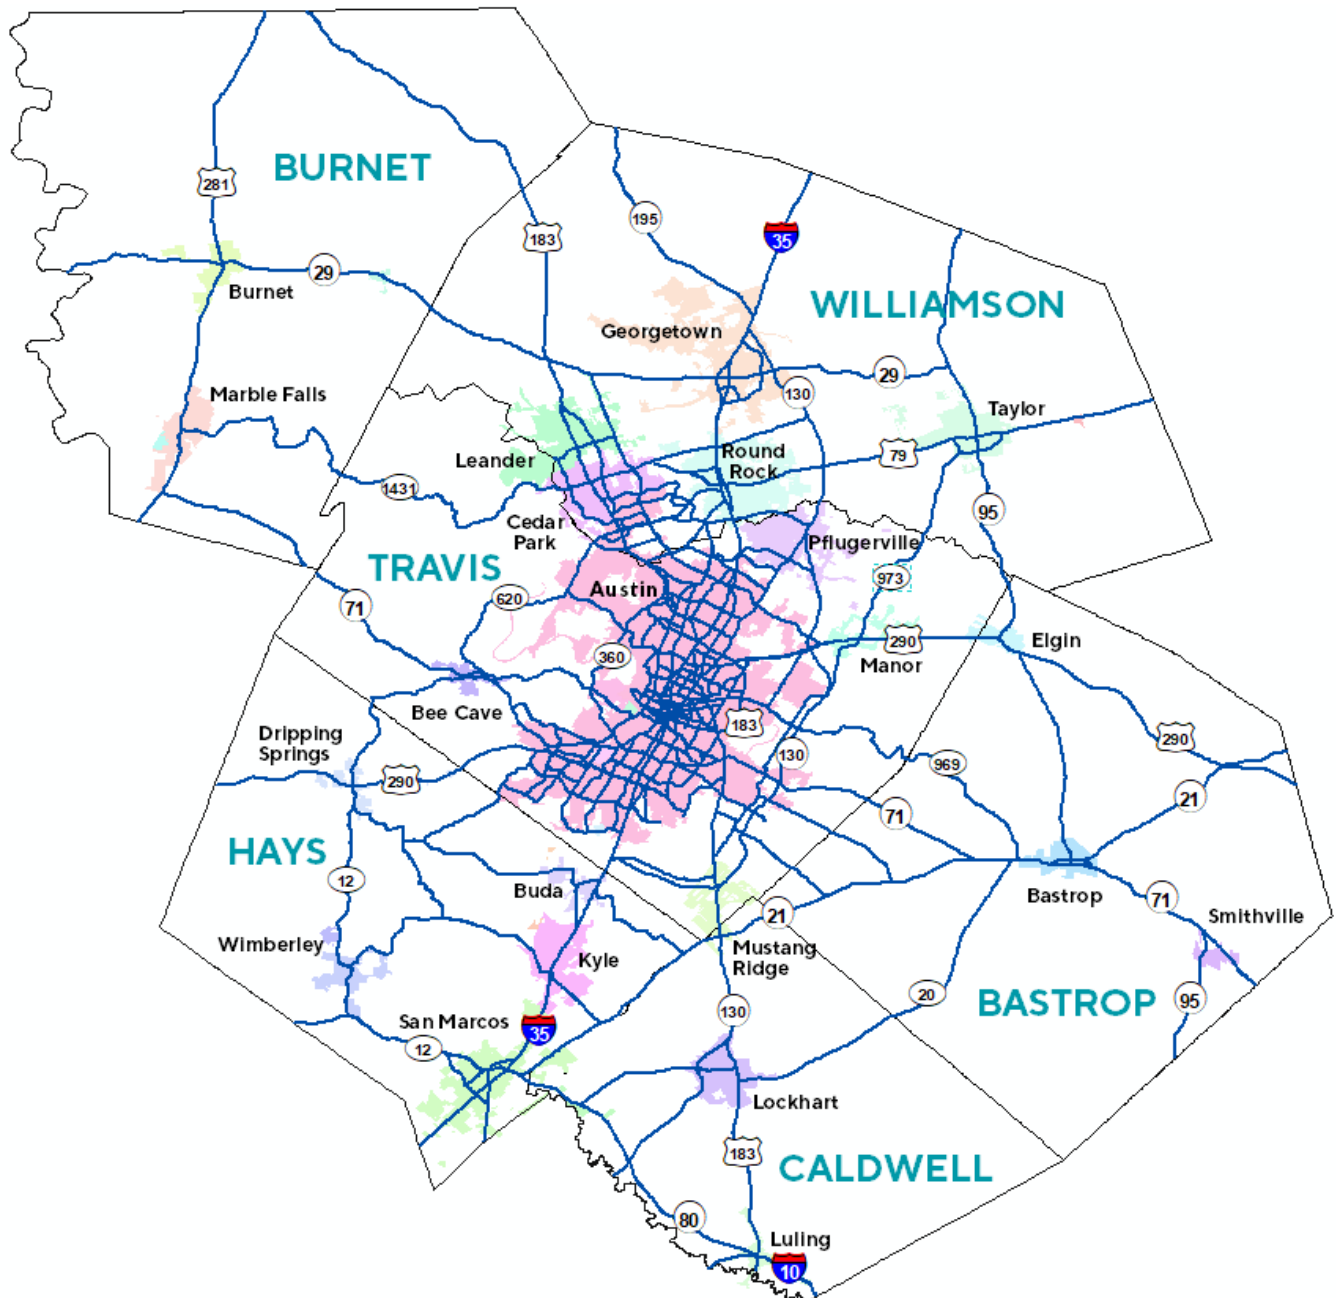 BURNET
281
195
183
35
29
Burnet
WILLIAMSON
Georgetown
29
130
Marble Falls
Taylor
Leander
Round
Rock
79
1431
95
Cedar
Park
Pflugerville
TRAVIS
973
Austin
620
71
290
Elgin
360
Manor
Bee Cave
183
Dripping
Springs
290
130
290
969
21
71
HAYS
12
Buda
Bastrop
71
21
Smithville
Wimberley
Kyle
Mustang
Ridge
20
95
BASTROP
130
San Marcos
35
12
Lockhart
183
CALDWELL
80
Luling
10